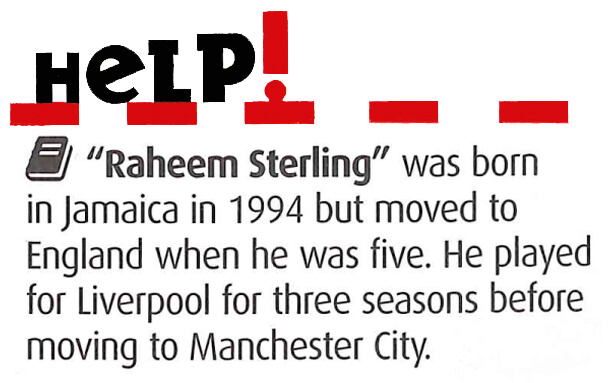 HeLP!
“Raheem Sterling” was born
in Jamaica in 1994 but moved to
England when he was five. He played
for Liverpool for three seasons before
moving to Manchester City.